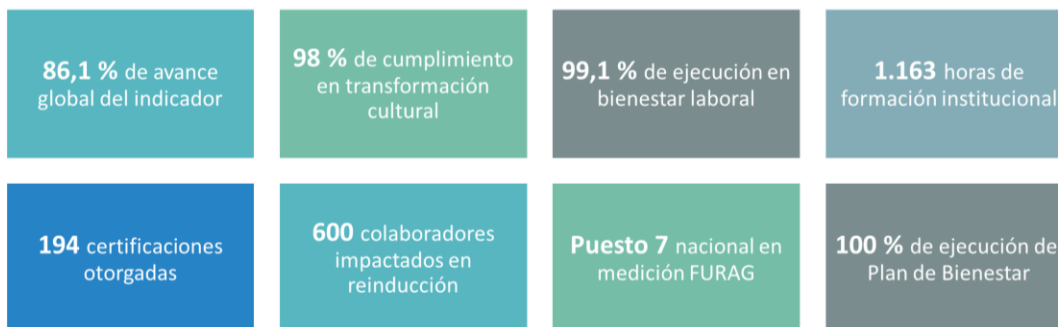 86,1 % de avance
global del indicador
98 % de cumplimiento
en transformación
cultural
99,1 % de ejecución en
bienestar laboral
1.163 horas de
formación institucional
194 certificaciones
otorgadas
600 colaboradores
impactados en
reinducción
Puesto 7 nacional en
medición FURAG
100 % de ejecución del
Plan de Bienestar